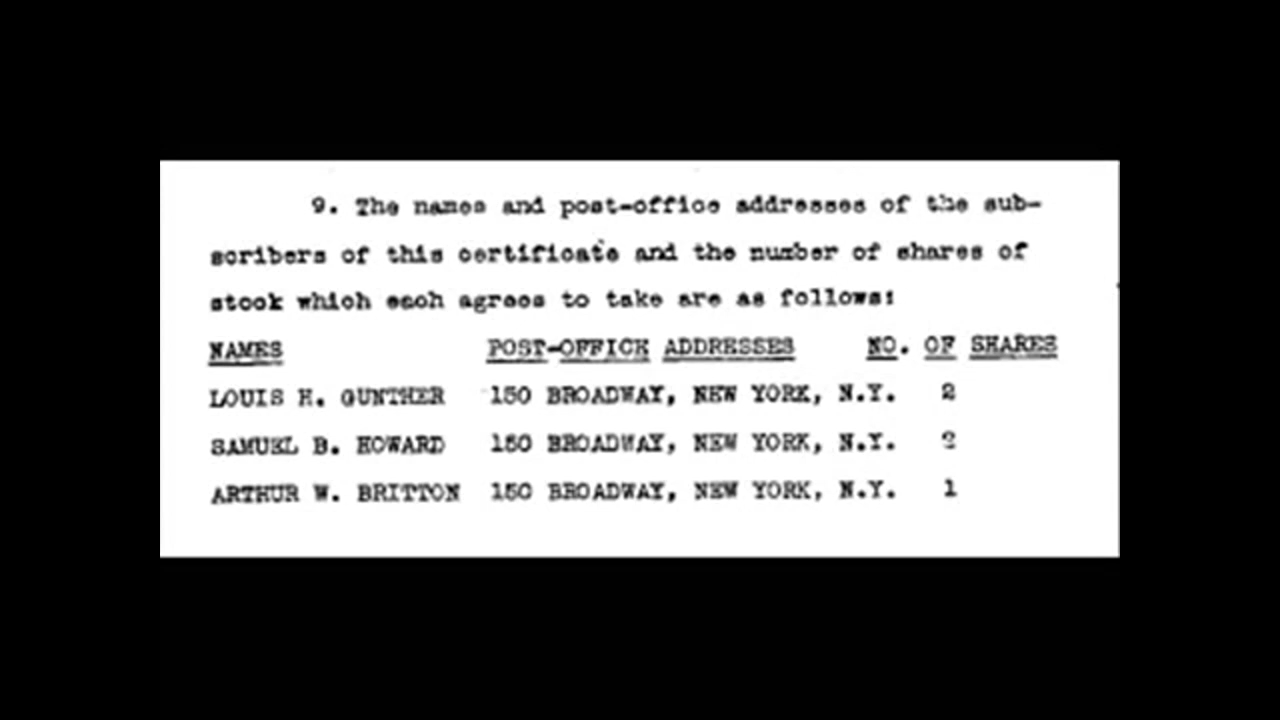 9. The names and post-office addresses of the sub-
scribers of this certificate and the number of shares of
stock which each agrees to take are as follows:
NAMES POST-OFFICE ADDRESSES NO. OF SHARES
LOUIS H. GUNTHER 150 BROADWAY, NEW YORK, N.Y. 2
SAMUEL B. HOWARD 150 BROADWAY, NEW YORK, N.Y. 2
ARTHUR W. BRITTON 150 BROADWAY, NEW YORK, N.Y. 1